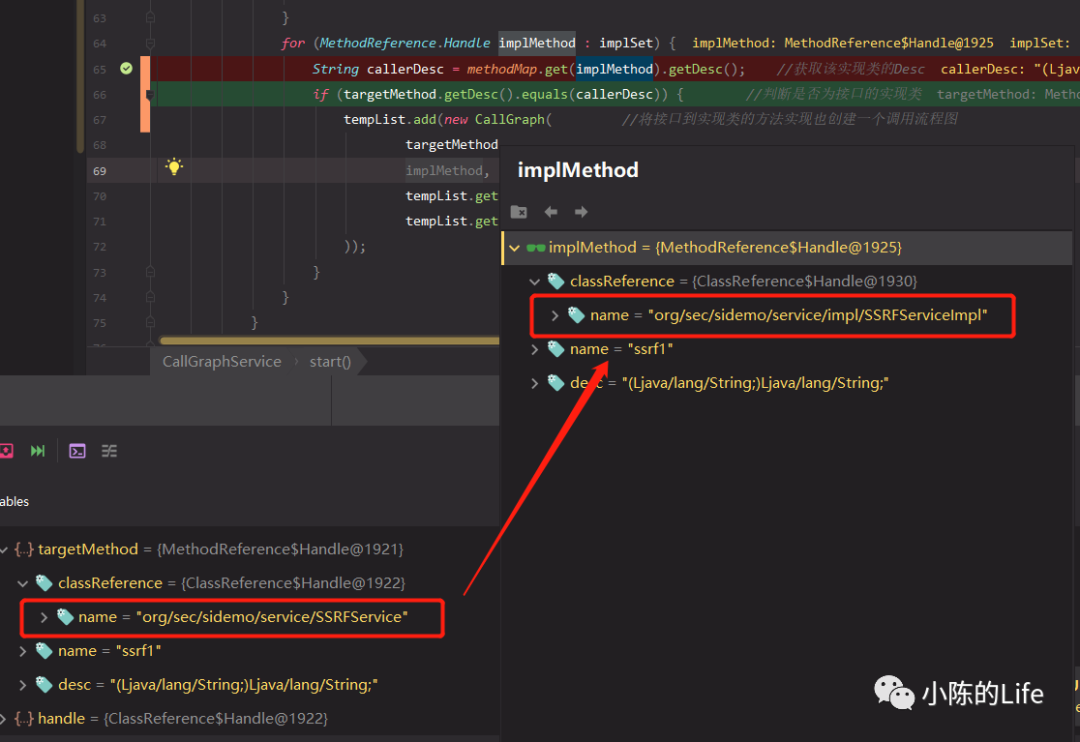 63 }
64 for (MethodReference.Handle implMethod : implSet) { implMethod: MethodReference$Handle@1925 implSet:
65 String callerDesc = methodMap.get(implMethod).getDesc(); //获取该实现类的Desc callerDesc: "(Ljav
66 if (targetMethod.getDesc().equals(callerDesc)) { //判断是否为接口的实现类 targetMethod: Metho
67 tempList.add(new CallGraph( //将接口到实现类的方法实现也创建一个调用流程图
68 targetMethod
69 implMethod,
70 tempList.get
71 tempList.get
72 ));
73 }
74 }
75 }
CallGraphService › start()
implMethod
implMethod = {MethodReference$Handle@1925}
classReference = {ClassReference$Handle@1930}
name = "org/sec/sidemo/service/impl/SSRFServiceImpl"
name = "ssrf1"
desc = "(Ljava/lang/String;)Ljava/lang/String;"
ables
{..} targetMethod = {MethodReference$Handle@1921}
classReference = {ClassReference$Handle@1922}
name = "org/sec/sidemo/service/SSRFService"
name = "ssrf1"
desc = "(Ljava/lang/String;)Ljava/lang/String;"
{..} handle = {ClassReference$Handle@1922}
小陈的Life